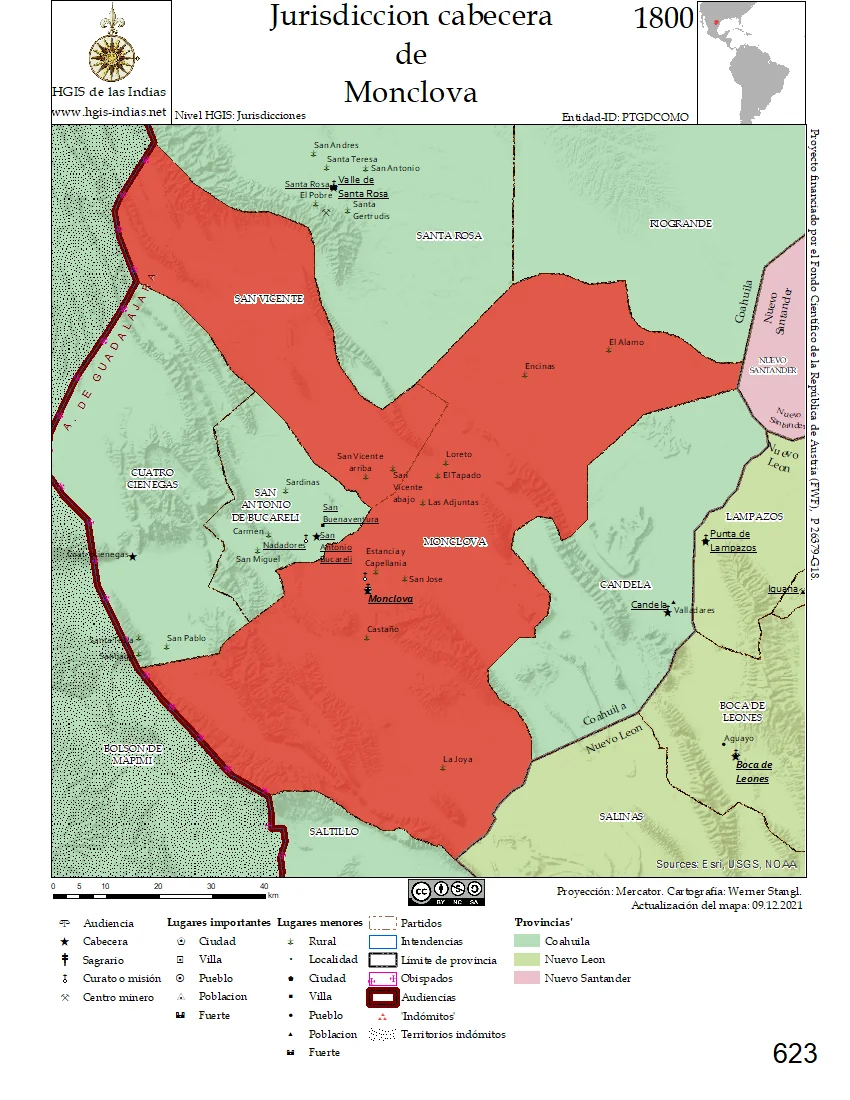 Jurisdiccion cabecera
de
Monclova
1800
HGIS de las Indias
www.hgis-indias.net
Nivel HGIS: Jurisdicciones
Entidad-ID: PTGDCOMO
San Andres
Santa Teresa
San Antonio
Santa Rosa
Valle de
Santa Rosa
El Pobre
Santa
Gertrudis
SANTA ROSA
RIOGRANDE
Coahuila
Nuevo
Santander
NUEVO
SANTANDER
Nuevo
Santander
Nuevo
Leon
A. DE GUADALAJARA
SAN VICENTE
El Alamo
Encinas
CUATRO
CIENEGAS
San Vicente
arriba
San
Vicente
abajo
Loreto
El Tapado
Las Adjuntas
Sardinas
SAN
ANTONIO
DE BUCARELI
San
Buenaventura
Carmen
Nadadores
San
Antonio
Bucareli
San Miguel
Estancia y
Capellania
MONCLOVA
San Jose
Monclova
Castaño
LAMPAZOS
Punta de
Lampazos
Iguana
CANDELA
Candela
Valladares
San Pablo
BOLSON DE
MAPIMI
La Joya
Coahuila
Nuevo Leon
BOCA DE
LEONES
Aguayo
Boca de
Leones
SALINAS
SALTILLO
Sources: Esri, USGS, NOAA
Proyecto financiado por el Fondo Científico de la República de Austria (FWF), P 26379-G18.
0 5 10 20 30 40
km
cc
BY NC SA
Proyección: Mercator. Cartografía: Werner Stangl.
Actualización del mapa: 09.12.2021
Audiencia
Cabecera
Sagrario
Curato o misión
Centro minero
Lugares importantes
Ciudad
Villa
Pueblo
Poblacion
Fuerte
Lugares menores
Rural
Localidad
Ciudad
Villa
Pueblo
Poblacion
Fuerte
Partidos
Intendencias
Límite de provincia
Obispados
Audiencias
'Indómitos'
Territorios indómitos
'Provincias'
Coahuila
Nuevo Leon
Nuevo Santander
623